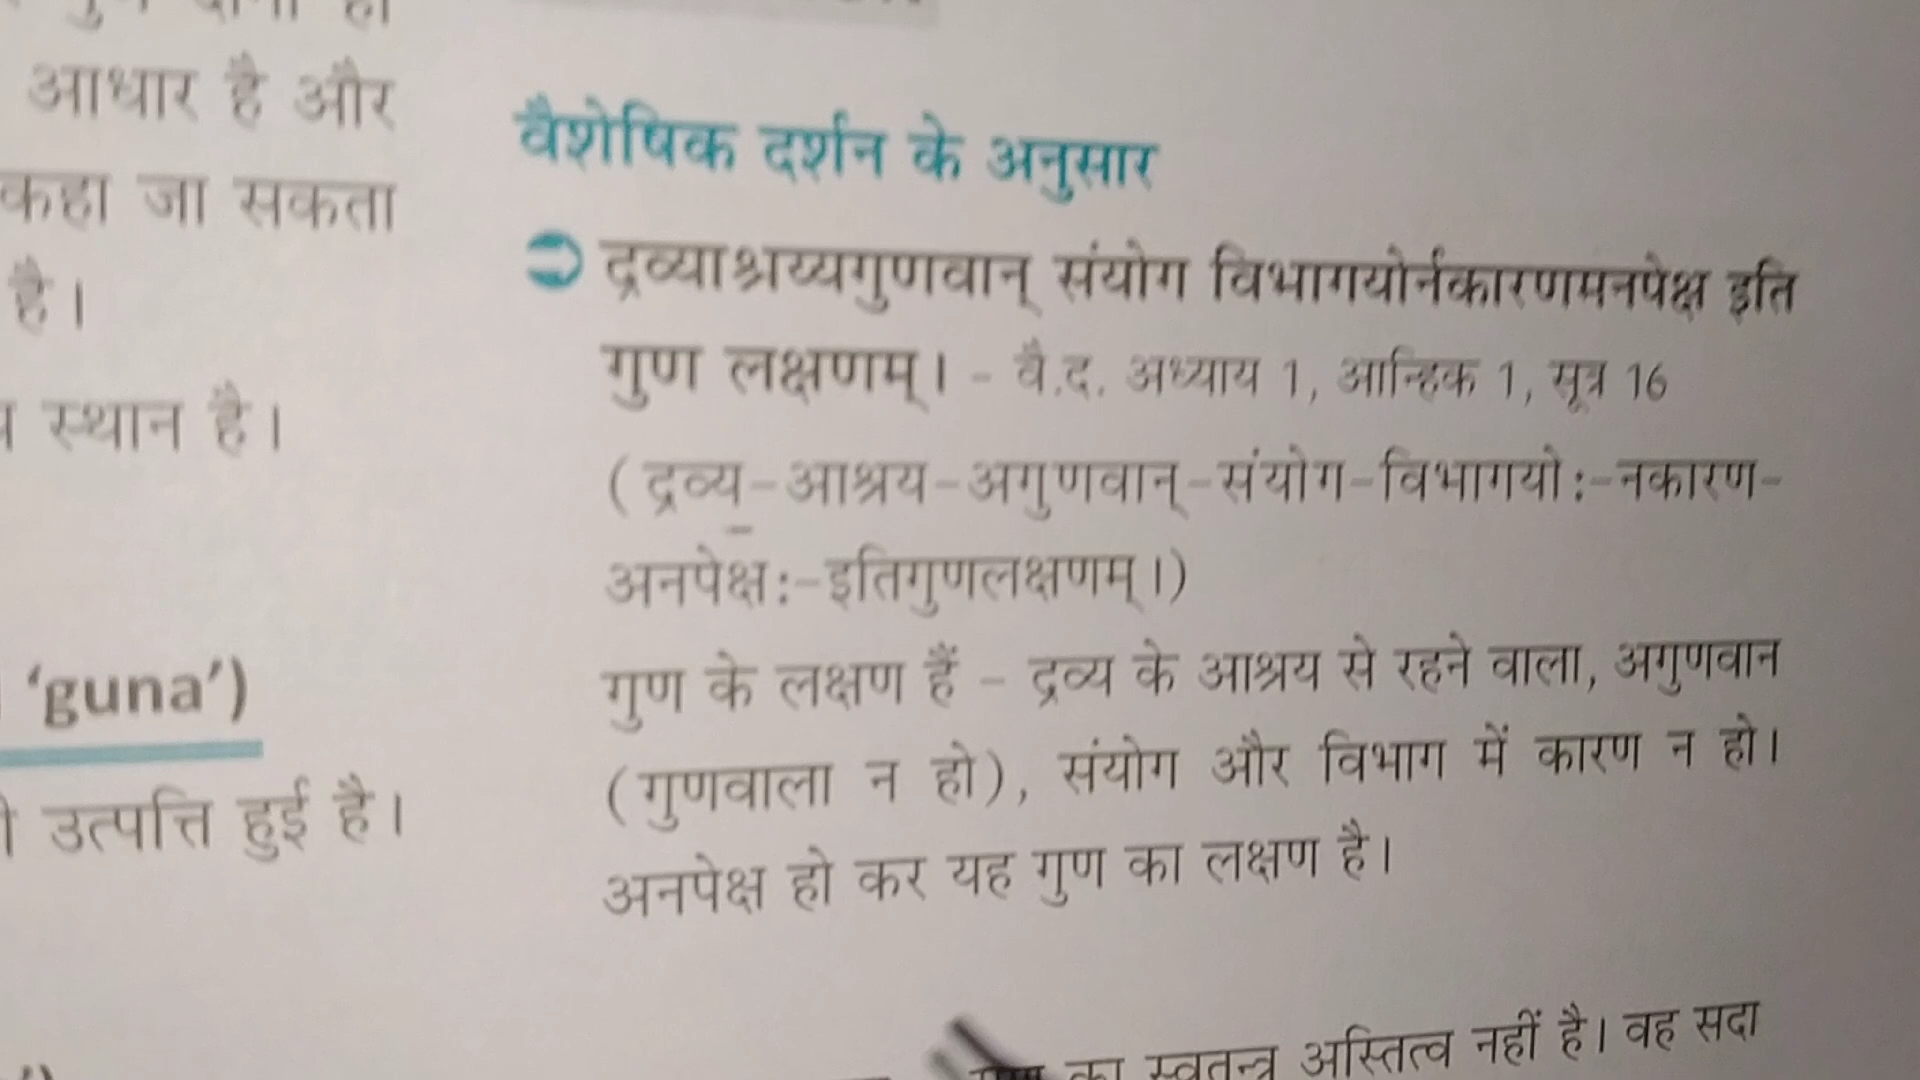 आधार है और
कहा जा सकता
है।
स्थान है।
'guna')
उत्पत्ति हुई है।
वैशेषिक दर्शन के अनुसार
द्रव्याश्रय्यगुणवान् संयोग विभागयोर्नकारणमनपेक्ष इति
गुण लक्षणम्। - वै.द. अध्याय 1, आन्हिक 1, सूत्र 16
(द्रव्य-आश्रय-अगुणवान्-संयोग-विभागयो:-नकारण-
अनपेक्ष:-इतिगुणलक्षणम्।)
गुण के लक्षण हैं - द्रव्य के आश्रय से रहने वाला, अगुणवान
(गुणवाला न हो), संयोग और विभाग में कारण न हो।
अनपेक्ष हो कर यह गुण का लक्षण है।
का स्वतन्त्र अस्तित्व नहीं है। वह सदा